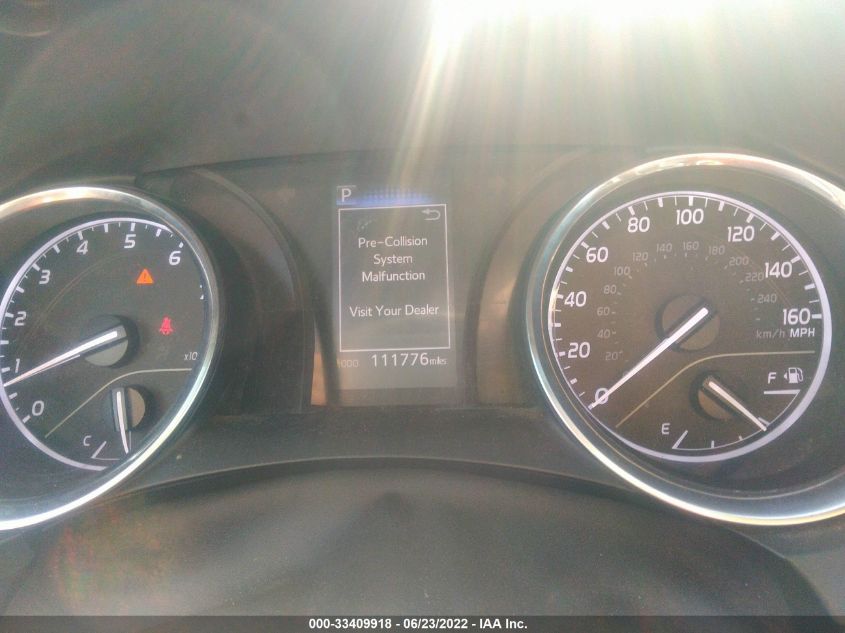 P
Pre-Collision
System
Malfunction
Visit Your Dealer
ODO 111776 miles
0
1
2
3
4
5
6
C
0
20
40
60
80
100
120
140
160
km/h MPH
20
40
60
80
100
120
140
160
180
200
220
240
E
F
000-33409918 - 06/23/2022 - IAA Inc.